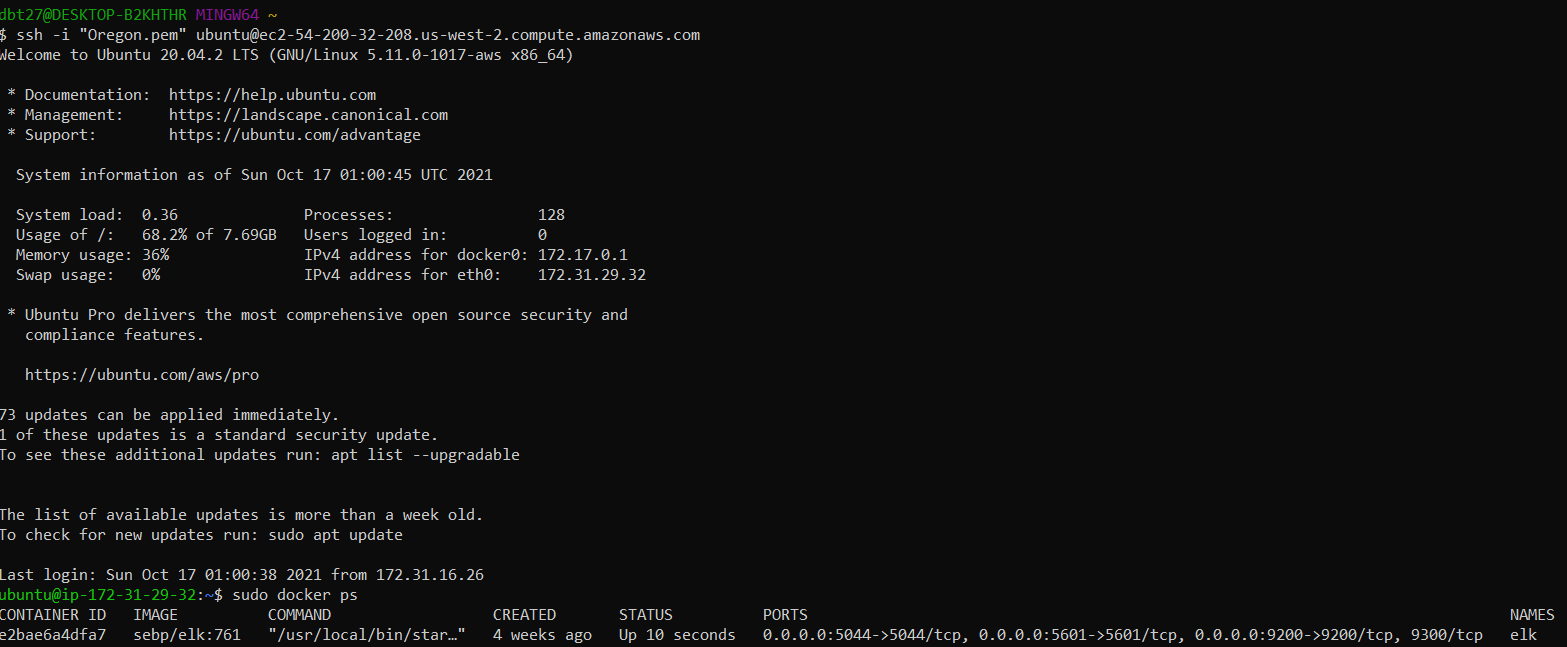 dbt27@DESKTOP-B2KHTHR MINGW64 ~
$ ssh -i "Oregon.pem" ubuntu@ec2-54-200-32-208.us-west-2.compute.amazonaws.com
Welcome to Ubuntu 20.04.2 LTS (GNU/Linux 5.11.0-1017-aws x86_64)

 * Documentation:  https://help.ubuntu.com
 * Management:     https://landscape.canonical.com
 * Support:        https://ubuntu.com/advantage

  System information as of Sun Oct 17 01:00:45 UTC 2021

  System load:  0.36              Processes:                128
  Usage of /:   68.2% of 7.69GB   Users logged in:          0
  Memory usage: 36%               IPv4 address for docker0: 172.17.0.1
  Swap usage:   0%                IPv4 address for eth0:    172.31.29.32

 * Ubuntu Pro delivers the most comprehensive open source security and
   compliance features.

   https://ubuntu.com/aws/pro

73 updates can be applied immediately.
1 of these updates is a standard security update.
To see these additional updates run: apt list --upgradable


The list of available updates is more than a week old.
To check for new updates run: sudo apt update

Last login: Sun Oct 17 01:00:38 2021 from 172.31.16.26
ubuntu@ip-172-31-29-32:~$ sudo docker ps
CONTAINER ID   IMAGE          COMMAND                  CREATED       STATUS          PORTS                                                                              NAMES
e2bae6a4dfa7   sebp/elk:761   "/usr/local/bin/star…"   4 weeks ago   Up 10 seconds   0.0.0.0:5044->5044/tcp, 0.0.0.0:5601->5601/tcp, 0.0.0.0:9200->9200/tcp, 9300/tcp   elk